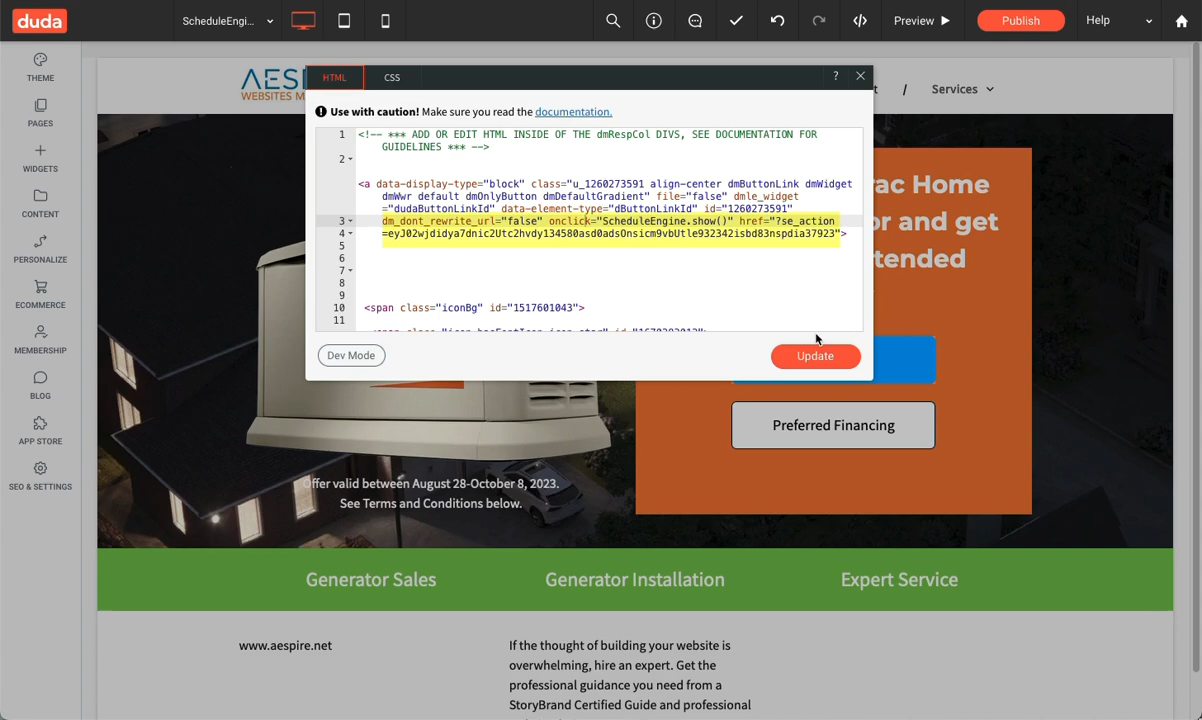 duda
ScheduleEngi...
Preview
Publish
Help
THEME
PAGES
WIDGETS
CONTENT
PERSONALIZE
ECOMMERCE
MEMBERSHIP
BLOG
APP STORE
SEO & SETTINGS
AES
WEBSITES M
t / Services
HTML CSS
?
Use with caution! Make sure you read the documentation.
1 <!-- *** ADD OR EDIT HTML INSIDE OF THE dmRespCol DIVS, SEE DOCUMENTATION FOR
GUIDELINES *** -->
2
<a data-display-type="block" class="u_1260273591 align-center dmButtonLink dmWidget
dmWwr default dmOnlyButton dmDefaultGradient" file="false" dmle_widget
="dudaButtonLinkId" data-element-type="dButtonLinkId" id="1260273591"
3 dm_dont_rewrite_url="false" onclick="ScheduleEngine.show()" href="?se_action
4 =eyJ02wjdidya7dnic2Utc2hvdy134580asd0adsOnsicm9vbUtle932342isbd83nspdia37923">
5
6
7
8
9
10 <span class="iconBg" id="1517601043">
11
Dev Mode
Update
rac Home
or and get
tended
Preferred Financing
Offer valid between August 28-October 8, 2023.
See Terms and Conditions below.
Generator Sales
Generator Installation
Expert Service
www.aespire.net
If the thought of building your website is
overwhelming, hire an expert. Get the
professional guidance you need from a
StoryBrand Certified Guide and professional